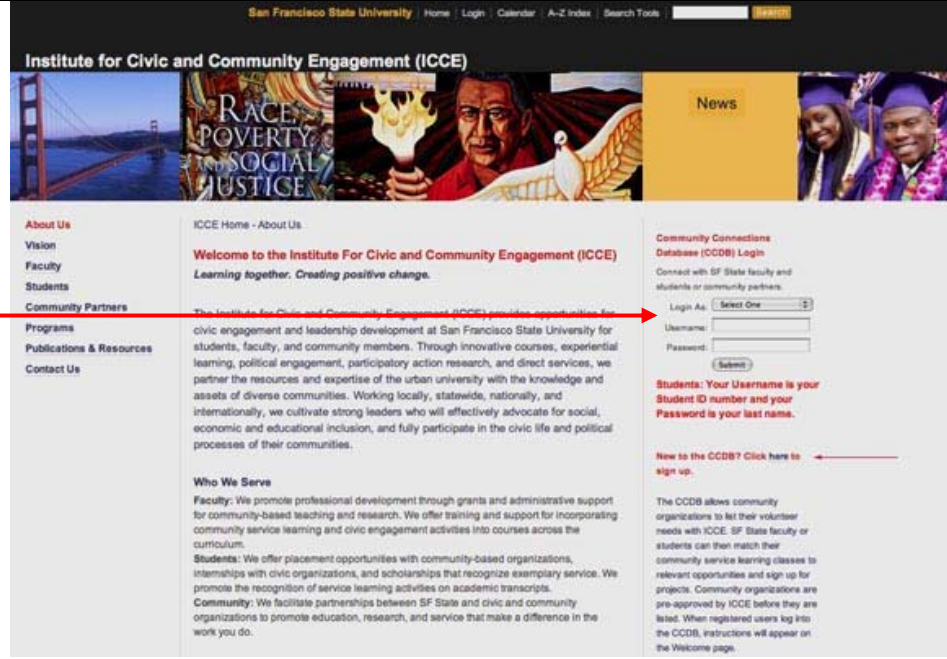 San Francisco State University Home Login Calendar A-Z Index Search Tools Search
Institute for Civic and Community Engagement (ICCE)
RACE,
POVERTY,
AND SOCIAL
JUSTICE
News
About Us
Vision
Faculty
Students
Community Partners
Programs
Publications & Resources
Contact Us
ICCE Home - About Us
Welcome to the Institute For Civic and Community Engagement (ICCE)
Learning together. Creating positive change.
The Institute for Civic and Community Engagement (ICCE) provides opportunities for
civic engagement and leadership development at San Francisco State University for
students, faculty, and community members. Through innovative courses, experiential
learning, political engagement, participatory action research, and direct services, we
partner the resources and expertise of the urban university with the knowledge and
assets of diverse communities. Working locally, statewide, nationally, and
internationally, we cultivate strong leaders who will effectively advocate for social,
economic and educational inclusion, and fully participate in the civic life and political
processes of their communities.
Who We Serve
Faculty: We promote professional development through grants and administrative support
for community-based teaching and research. We offer training and support for incorporating
community service learning and civic engagement activities into courses across the
curriculum.
Students: We offer placement opportunities with community-based organizations,
internships with civic organizations, and scholarships that recognize exemplary service. We
promote the recognition of service learning activities on academic transcripts.
Community: We facilitate partnerships between SF State and civic and community
organizations to promote education, research, and service that make a difference in the
work you do.
Community Connections
Database (CCDB) Login
Connect with SF State faculty and
students or community partners.
Login As: Select One
Username:
Password:
Submit
Students: Your Username is your
Student ID number and your
Password is your last name.
New to the CCDB? Click here to
sign up.
The CCDB allows community
organizations to list their volunteer
needs with ICCE. SF State faculty or
students can then match their
community service learning classes to
relevant opportunities and sign up for
projects. Community organizations are
pre-approved by ICCE before they are
listed. When registered users log into
the CCDB, instructions will appear on
the Welcome page.